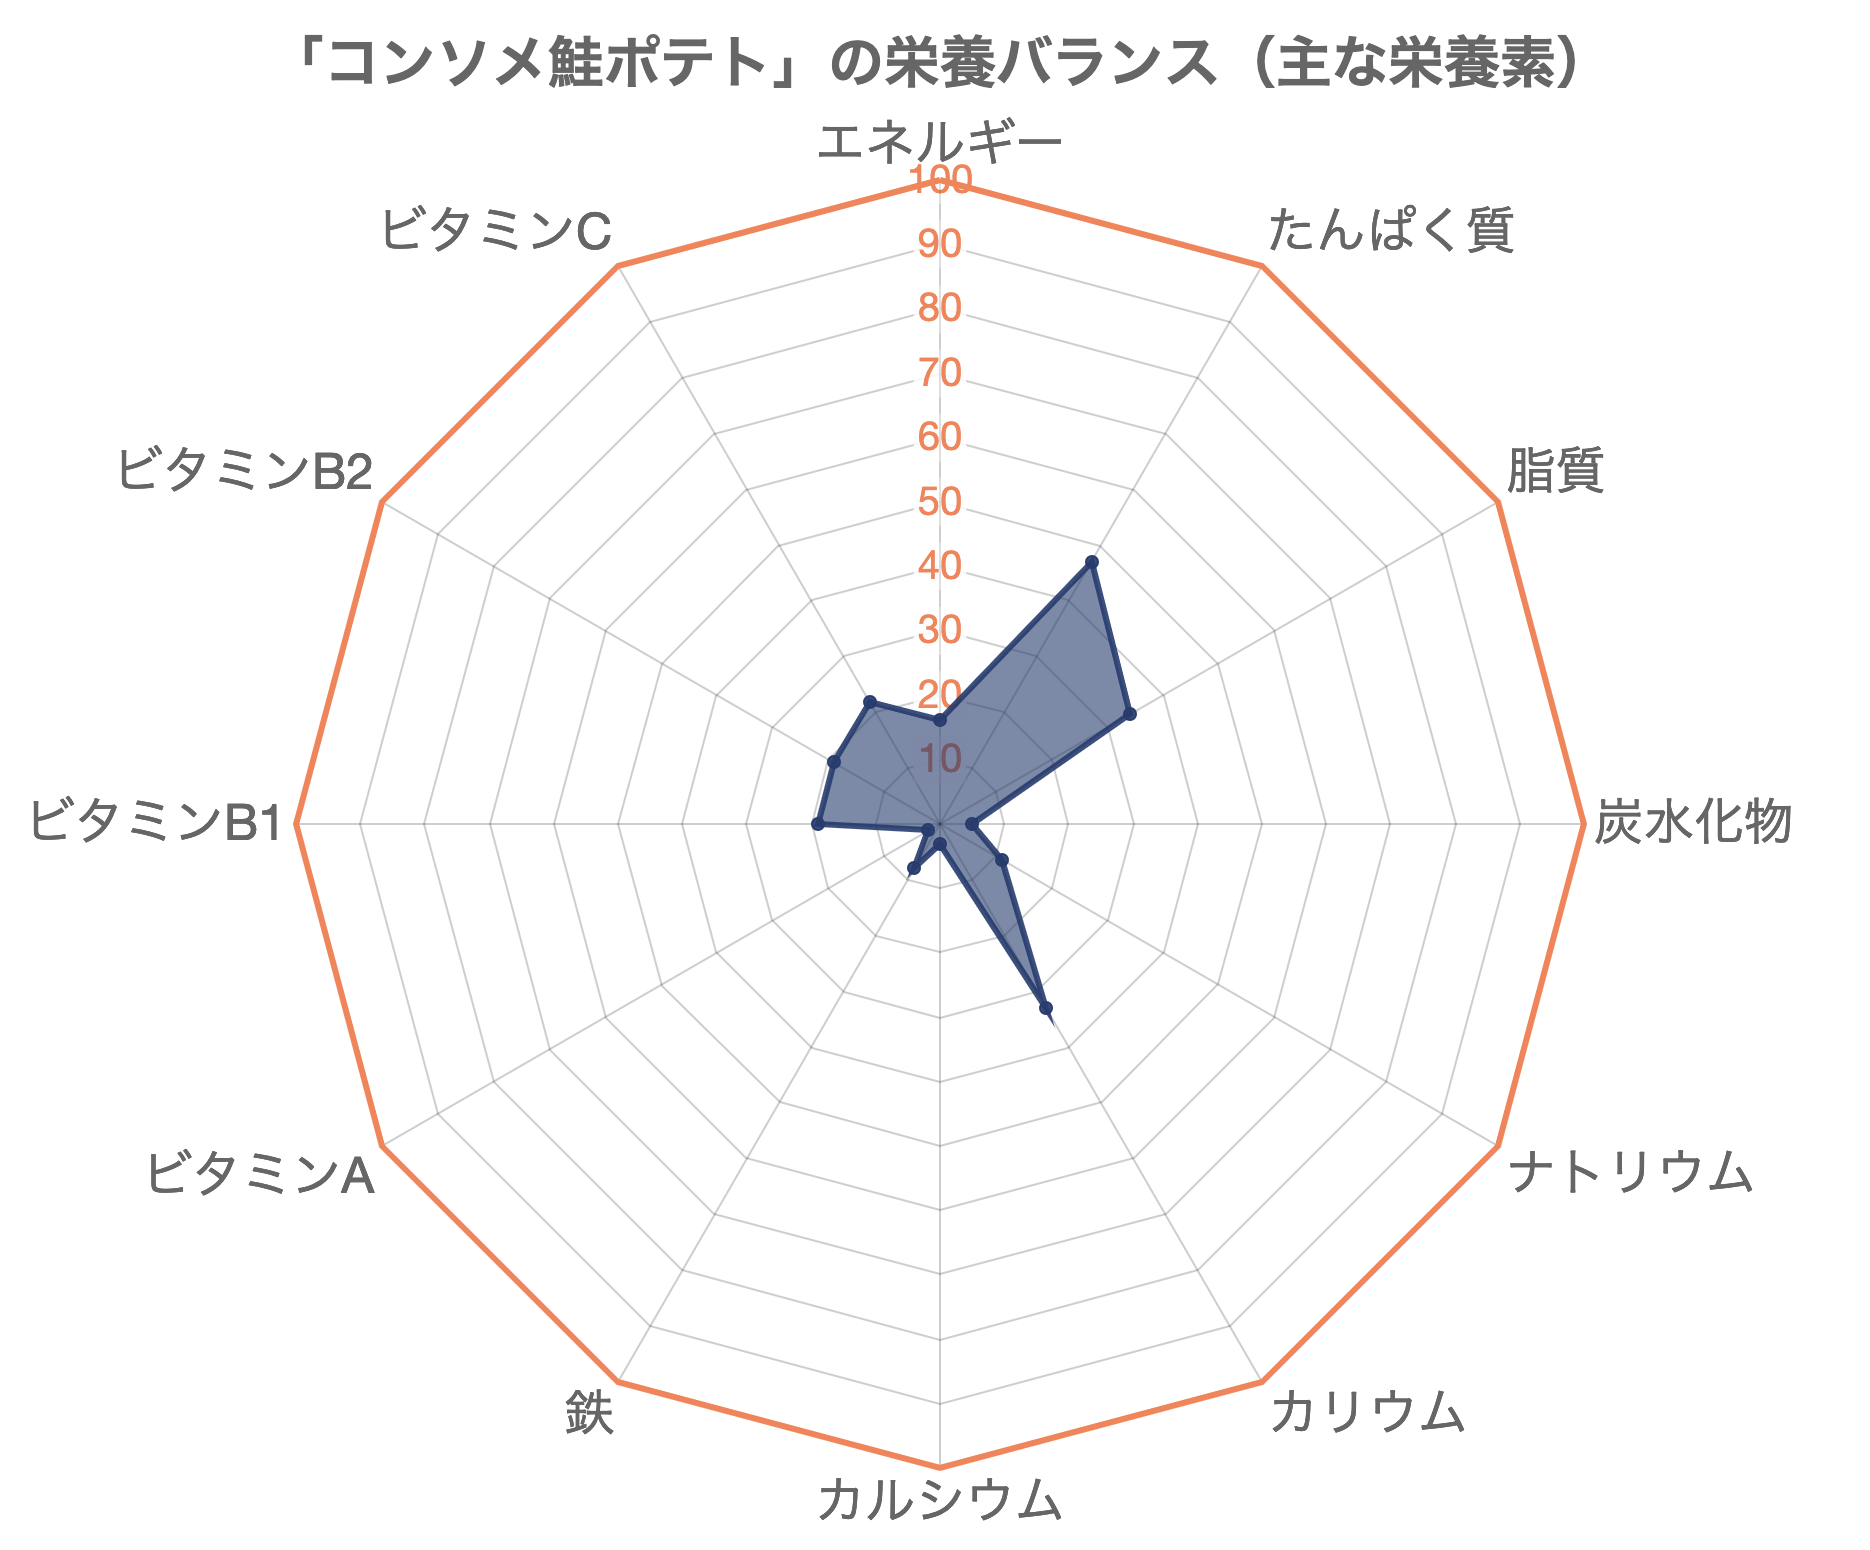 「コンソメ鮭ポテト」の栄養バランス（主な栄養素）
エネルギー
たんぱく質
脂質
炭水化物
ナトリウム
カリウム
カルシウム
鉄
ビタミンA
ビタミンB1
ビタミンB2
ビタミンC
100
90
80
70
60
50
40
30
20
10